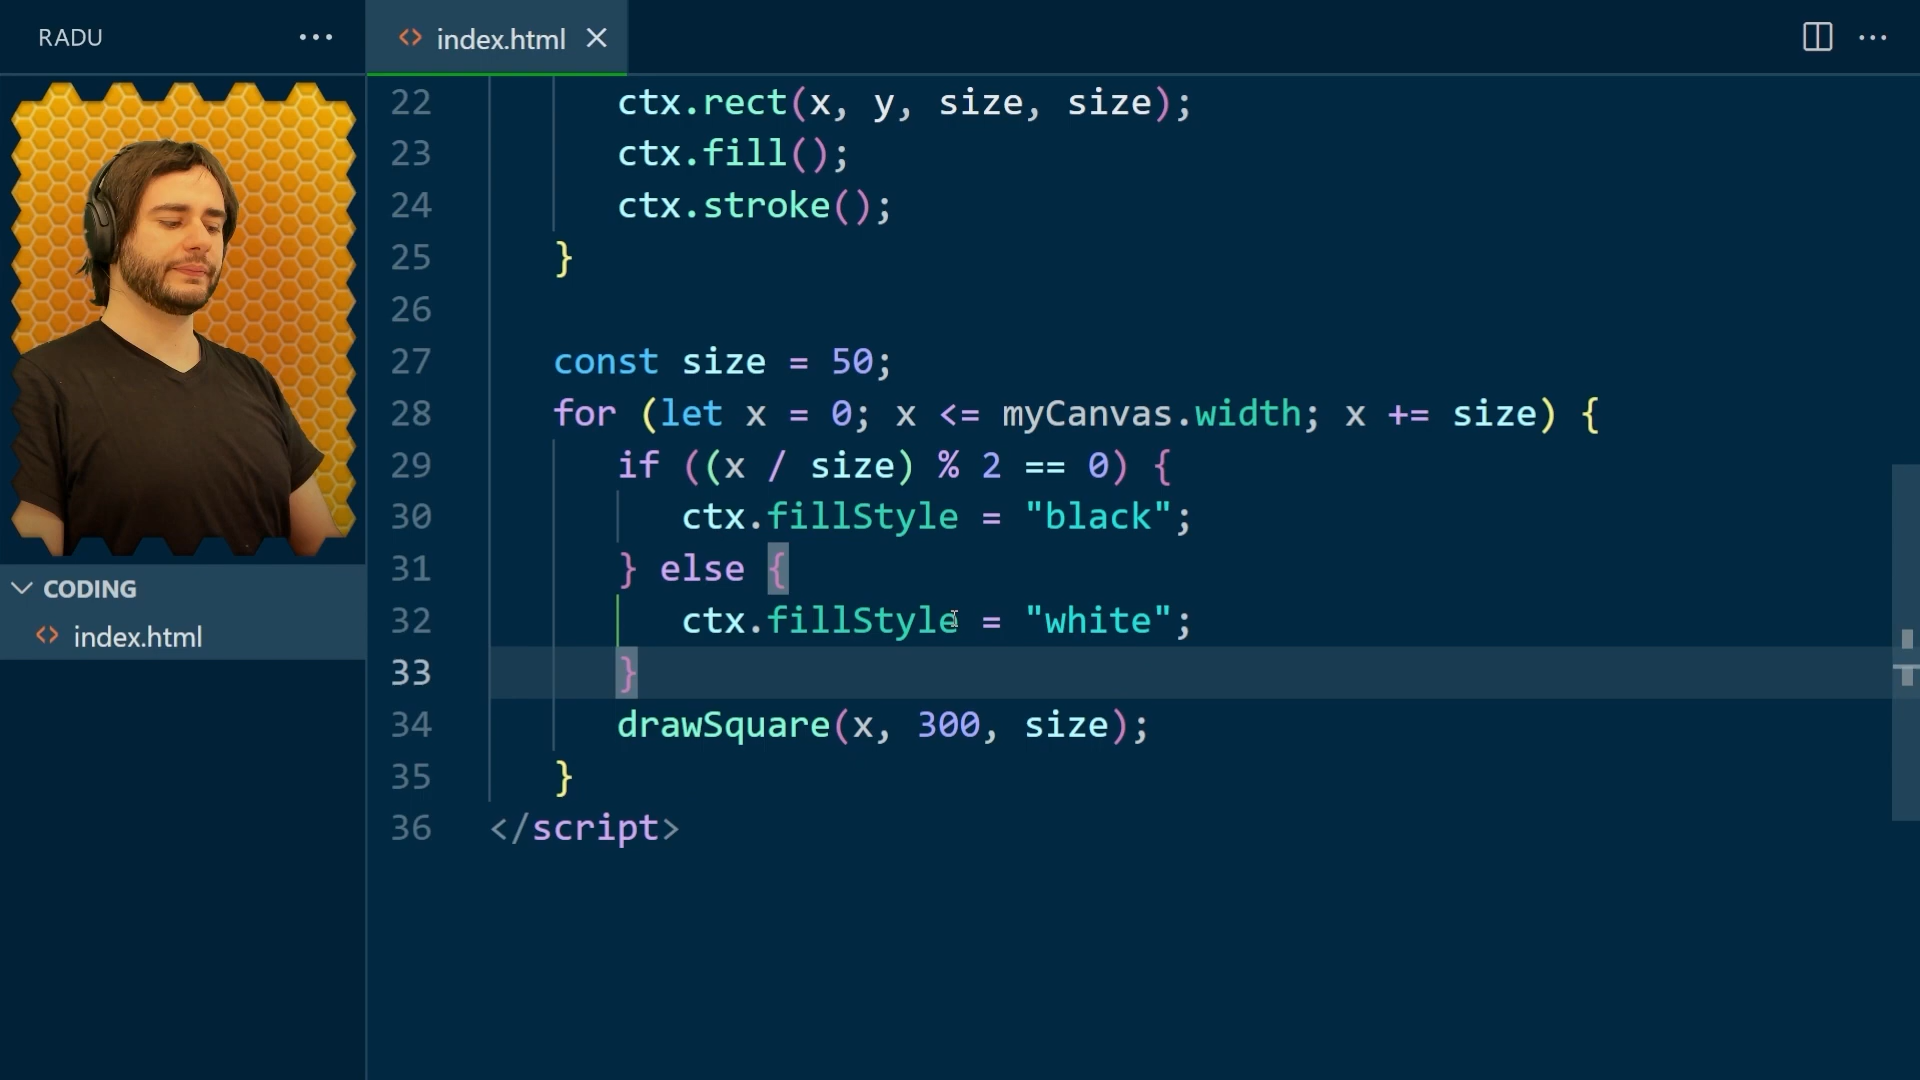 RADU
index.html
22 ctx.rect(x, y, size, size);
23 ctx.fill();
24 ctx.stroke();
25 }
26
27 const size = 50;
28 for (let x = 0; x <= myCanvas.width; x += size) {
29 if ((x / size) % 2 == 0) {
30 ctx.fillStyle = "black";
31 } else {
32 ctx.fillStyle = "white";
33 }
34 drawSquare(x, 300, size);
35 }
36 </script>
CODING
index.html